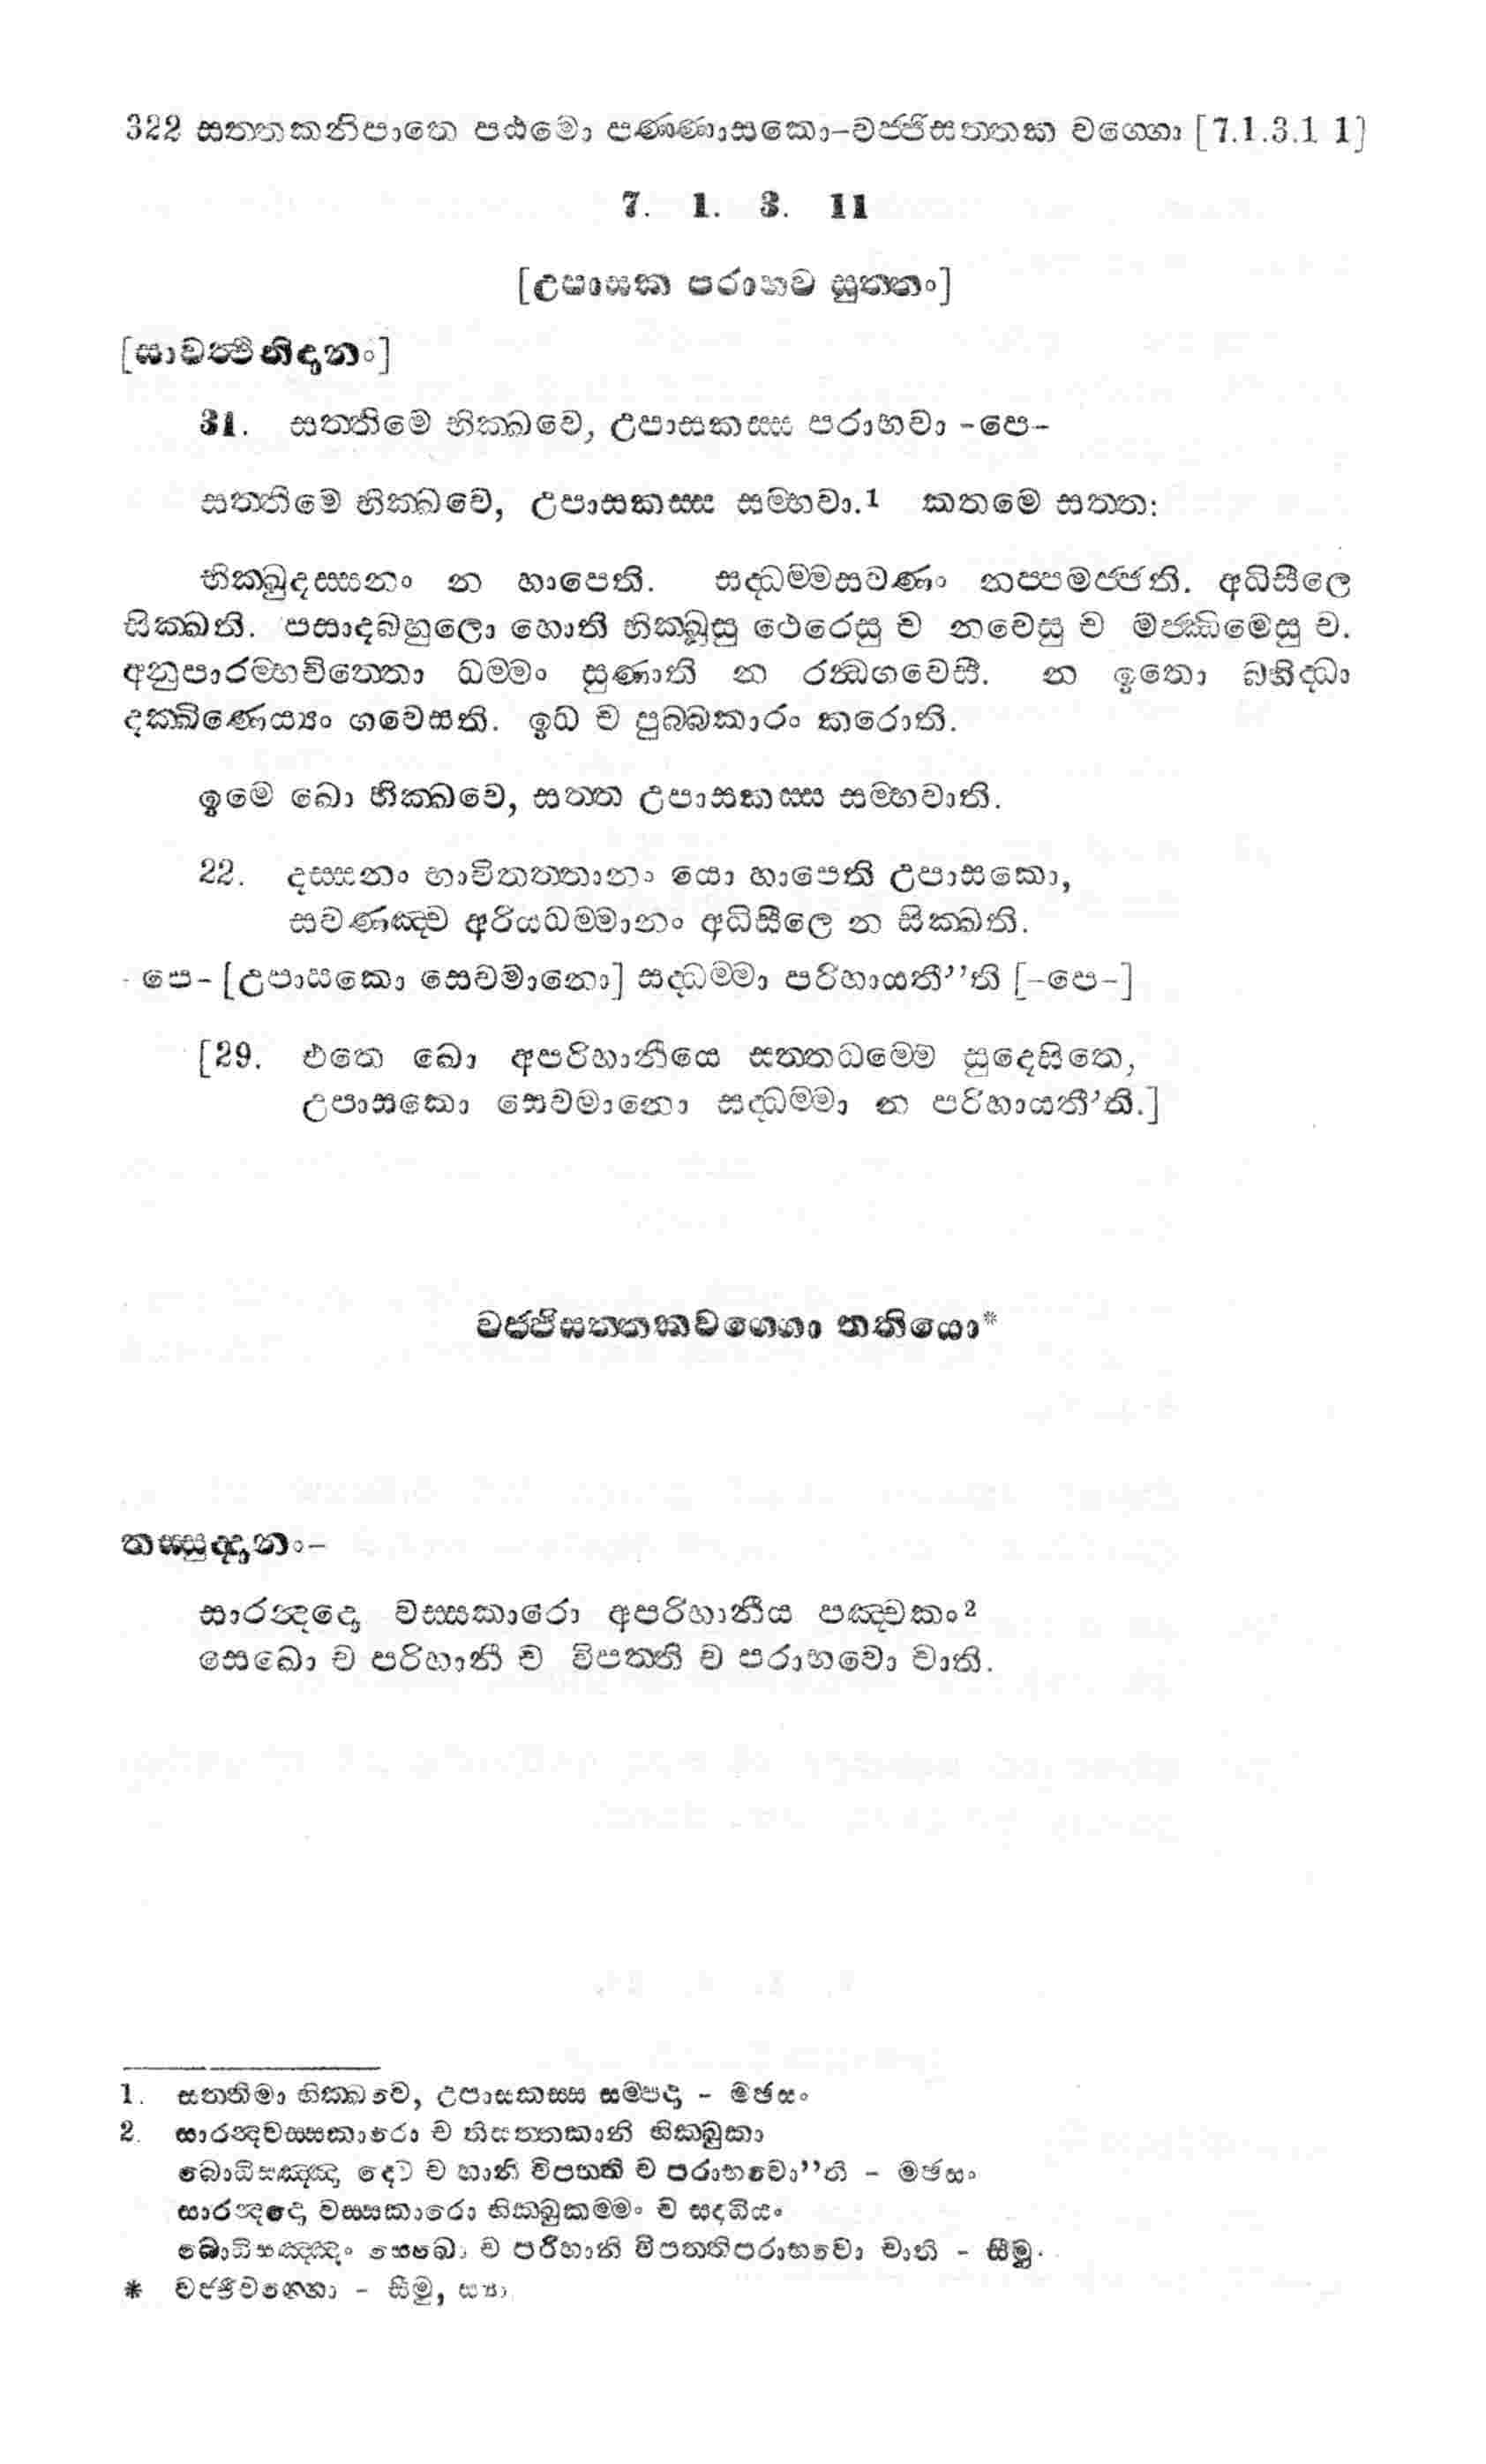 322 සත්තකනිපාතෙ පඨමො පණ්ණාසකො-වජ්ජිසත්තක වග්ගො [7.1.3.1 1]
7. 1. 3. 11
[උපාසක පරාභව සුත්තං]
[සාවත්ථිනිදානං]
31. සත්තිමෙ භික්ඛවෙ, උපාසකස්ස පරාභවා -පෙ-
සත්තිමෙ භික්ඛවෙ, උපාසකස්ස සම්භවා.1 කතමෙ සත්ත:
භික්ඛුදස්සනං න හාපෙති. සද්ධම්මසවණං නප්පමජ්ජති. අධිසීලෙ
සික්ඛති. පසාදබහුලො හොති භික්ඛූසු ථෙරෙසු ච නවෙසු ච මජ්ඣිමෙසු ච.
අනුපාරම්භචිත්තො ධම්මං සුණාති න රන්ධගවෙසී. න ඉතො බහිද්ධා
දක්ඛිණෙය්‍යං ගවෙසති. ඉධ ච පුබ්බකාරං කරොති.
ඉමෙ ඛො භික්ඛවෙ, සත්ත උපාසකස්ස සම්භවාති.
22. දස්සනං භාවිතත්තානං යො හාපෙති උපාසකො,
සවණඤ්ච අරියධම්මානං අධිසීලෙ න සික්ඛති.
-පෙ- [උපාසකො සෙවමානො] සද්ධම්මා පරිහායතී’’ති [-පෙ-]
[29. එතෙ ඛො අපරිහානීයෙ සත්තධම්මෙ සුදෙසිතෙ,
උපාසකො සෙවමානො සද්ධම්මා න පරිහායතී’ති.]
වජ්ජිසත්තකවග්ගො තතියො*
තස්සුද්දානං-
සාරන්දදො වස්සකාරො අපරිහානීය පඤ්චකං2
සෙඛො ච පරිහානී ච විපත්ති ච පරාභවො චාති.
1. සත්තිමා භික්ඛවෙ, උපාසකස්ස සම්පදා - මඡසං
2. සාරන්දවස්සකාරො ච තිසත්තකානි භික්ඛුකා
බොධිසඤ්ඤා ද්වෙ ච හානි විපත්ති ච පරාභවො’’ති - මඡසං
සාරන්දදො වස්සකාරො භික්ඛුකම්මං ච සද්ධියං
බොධිසඤ්ඤං සෙඛො ච පරිහානි විපත්තිපරාභවො චාති - සීමු.
* වජ්ජීවග්ගො - සීමු, ස්‍යා